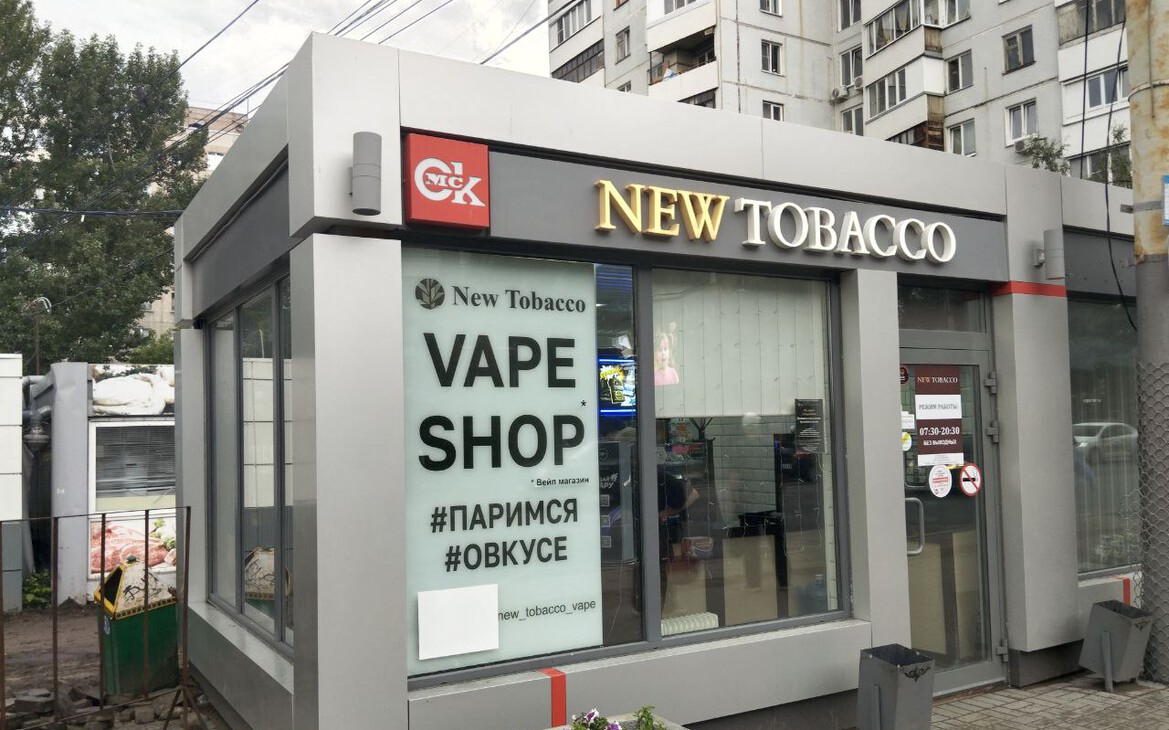 ОМСК
NEW TOBACCO
New Tobacco
VAPE
SHOP*
* Вейп магазин
#ПАРИМСЯ
#ОВКУСЕ
new_tobacco_vape
NEW TOBACCO
РЕЖИМ РАБОТЫ
07:30-20:30
БЕЗ ВЫХОДНЫХ